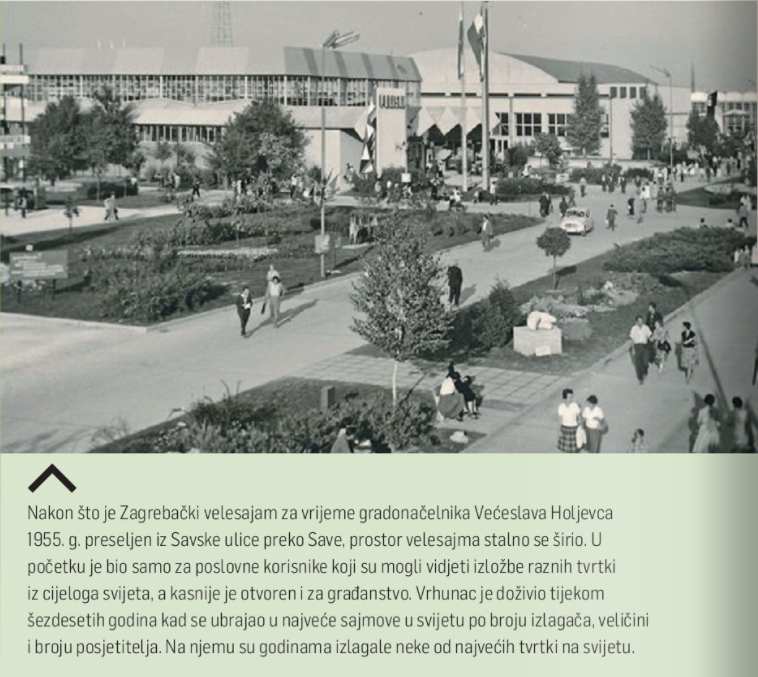 Nakon što je Zagrebački velesajam za vrijeme gradonačelnika Većeslava Holjevca
1955. g. preseljen iz Savske ulice preko Save, prostor velesajma stalno se širio. U
početku je bio samo za poslovne korisnike koji su mogli vidjeti izložbe raznih tvrtki
iz cijeloga svijeta, a kasnije je otvoren i za građanstvo. Vrhunac je doživio tijekom
šezdesetih godina kad se ubrajao u najveće sajmove u svijetu po broju izlagača, veličini
i broju posjetitelja. Na njemu su godinama izlagale neke od najvećih tvrtki na svijetu.